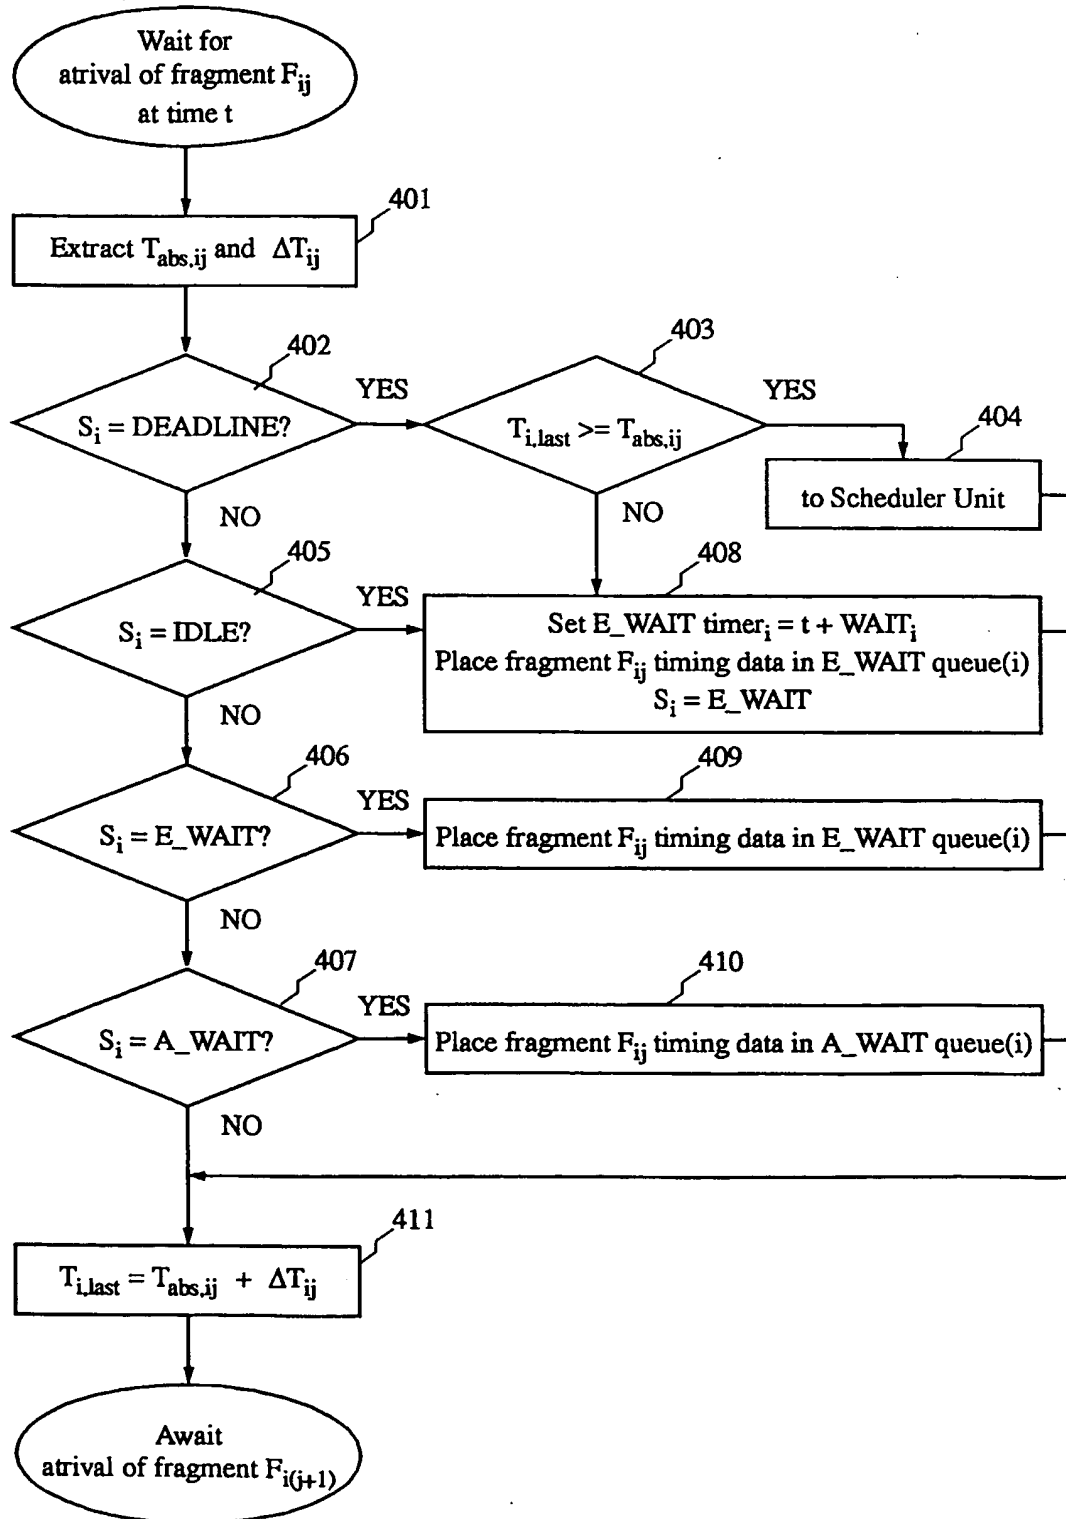 Wait for
atrival of fragment F_ij
at time t
401
Extract T_abs,ij and ΔT_ij
402
S_i = DEADLINE?
YES
NO
403
T_i,last >= T_abs,ij
YES
NO
404
to Scheduler Unit
405
S_i = IDLE?
YES
NO
408
Set E_WAIT timer_i = t + WAIT_i
Place fragment F_ij timing data in E_WAIT queue(i)
S_i = E_WAIT
406
S_i = E_WAIT?
YES
NO
409
Place fragment F_ij timing data in E_WAIT queue(i)
407
S_i = A_WAIT?
YES
NO
410
Place fragment F_ij timing data in A_WAIT queue(i)
411
T_i,last = T_abs,ij + ΔT_ij
Await
atrival of fragment F_i(j+1)